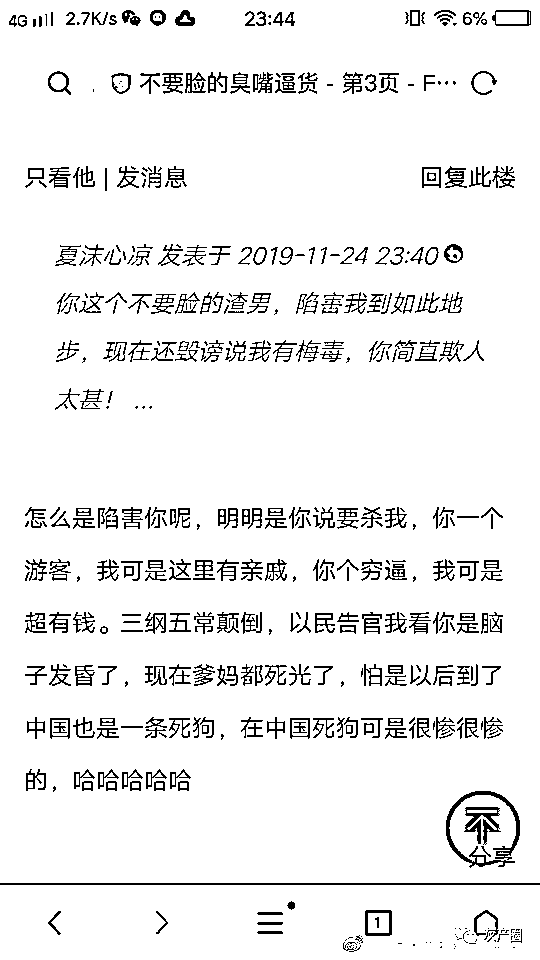 4G 2.7K/s 23:44 6%
不要脸的臭嘴逼货 - 第3页 - F…
只看他 | 发消息 回复此楼
夏沫心凉 发表于 2019-11-24 23:40
你这个不要脸的渣男，陷害我到如此地
步，现在还毁谤说我有梅毒，你简直欺人
太甚！ ...
怎么是陷害你呢，明明是你说要杀我，你一个
游客，我可是这里有亲戚，你个穷逼，我可是
超有钱。三纲五常颠倒，以民告官我看你是脑
子发昏了，现在爹妈都死光了，怕是以后到了
中国也是一条死狗，在中国死狗可是很惨很惨
的，哈哈哈哈哈
分享
1
灰产圈